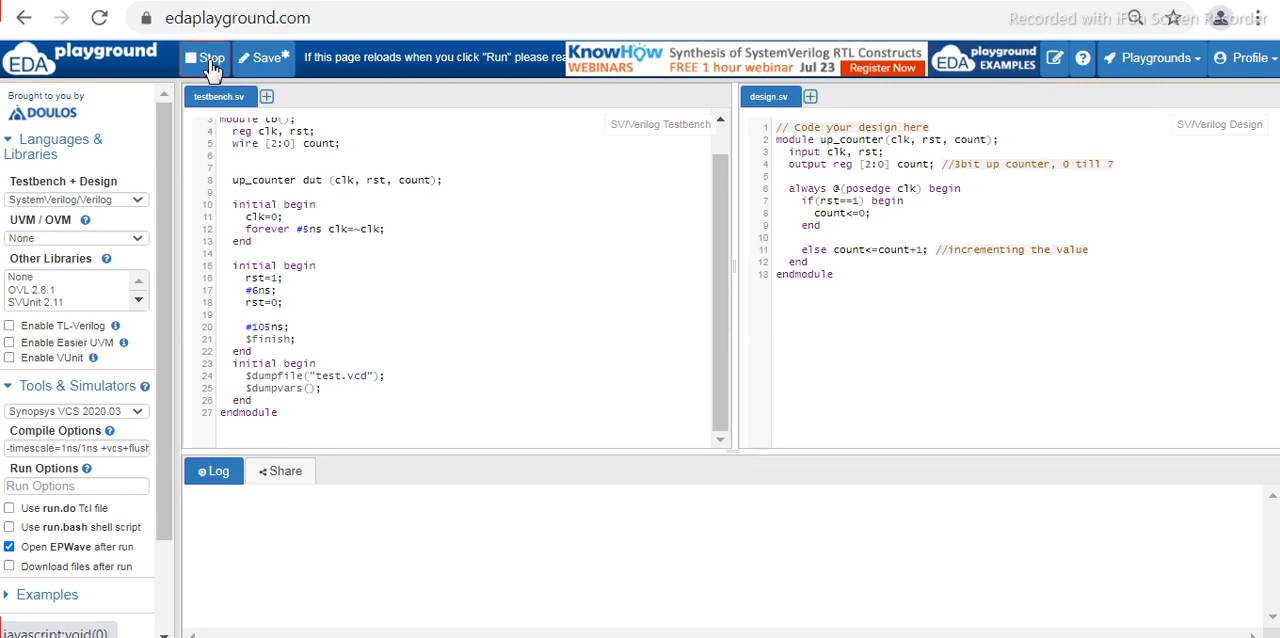 edaplayground.com
Recorded with iFun Screen Recorder
EDA playground
Stop
Save*
If this page reloads when you click "Run" please rea
KnowHow WEBINARS
Synthesis of SystemVerilog RTL Constructs
FREE 1 hour webinar Jul 23 Register Now
EDA playground EXAMPLES
Playgrounds
Profile
Brought to you by
DOULOS
Languages &
Libraries
Testbench + Design
SystemVerilog/Verilog
UVM / OVM
None
Other Libraries
None
OVL 2.8.1
SVUnit 2.11
Enable TL-Verilog
Enable Easier UVM
Enable VUnit
Tools & Simulators
Synopsys VCS 2020.03
Compile Options
-timescale=1ns/1ns +vcs+flush
Run Options
Run Options
Use run.do Tcl file
Use run.bash shell script
Open EPWave after run
Download files after run
Examples
javascript:void(0)
testbench.sv
SV/Verilog Testbench
3 module tb();
4 reg clk, rst;
5 wire [2:0] count;
6
7
8 up_counter dut (clk, rst, count);
9
10 initial begin
11 clk=0;
12 forever #5ns clk=~clk;
13 end
14
15 initial begin
16 rst=1;
17 #6ns;
18 rst=0;
19
20 #105ns;
21 $finish;
22 end
23 initial begin
24 $dumpfile("test.vcd");
25 $dumpvars();
26 end
27 endmodule
design.sv
SV/Verilog Design
1 // Code your design here
2 module up_counter(clk, rst, count);
3 input clk, rst;
4 output reg [2:0] count; //3bit up counter, 0 till 7
5
6 always @(posedge clk) begin
7 if(rst==1) begin
8 count<=0;
9 end
10
11 else count<=count+1; //incrementing the value
12 end
13 endmodule
Log
Share